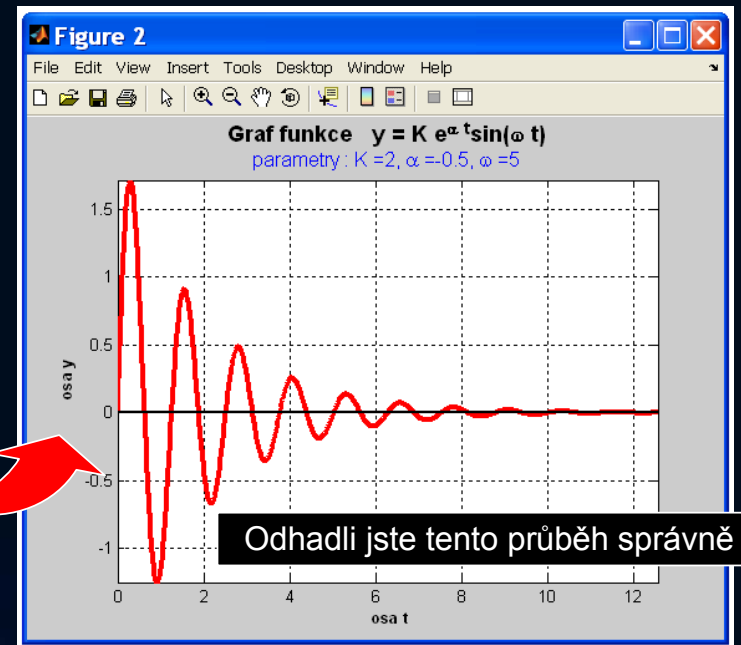 Figure 2
File Edit View Insert Tools Desktop Window Help
Graf funkce y = K e^α t sin(ω t)
parametry : K =2, α =-0.5, ω =5
1.5
1
0.5
0
-0.5
-1
osa y
Odhadli jste tento průběh správně
0 2 4 6 8 10 12
osa t